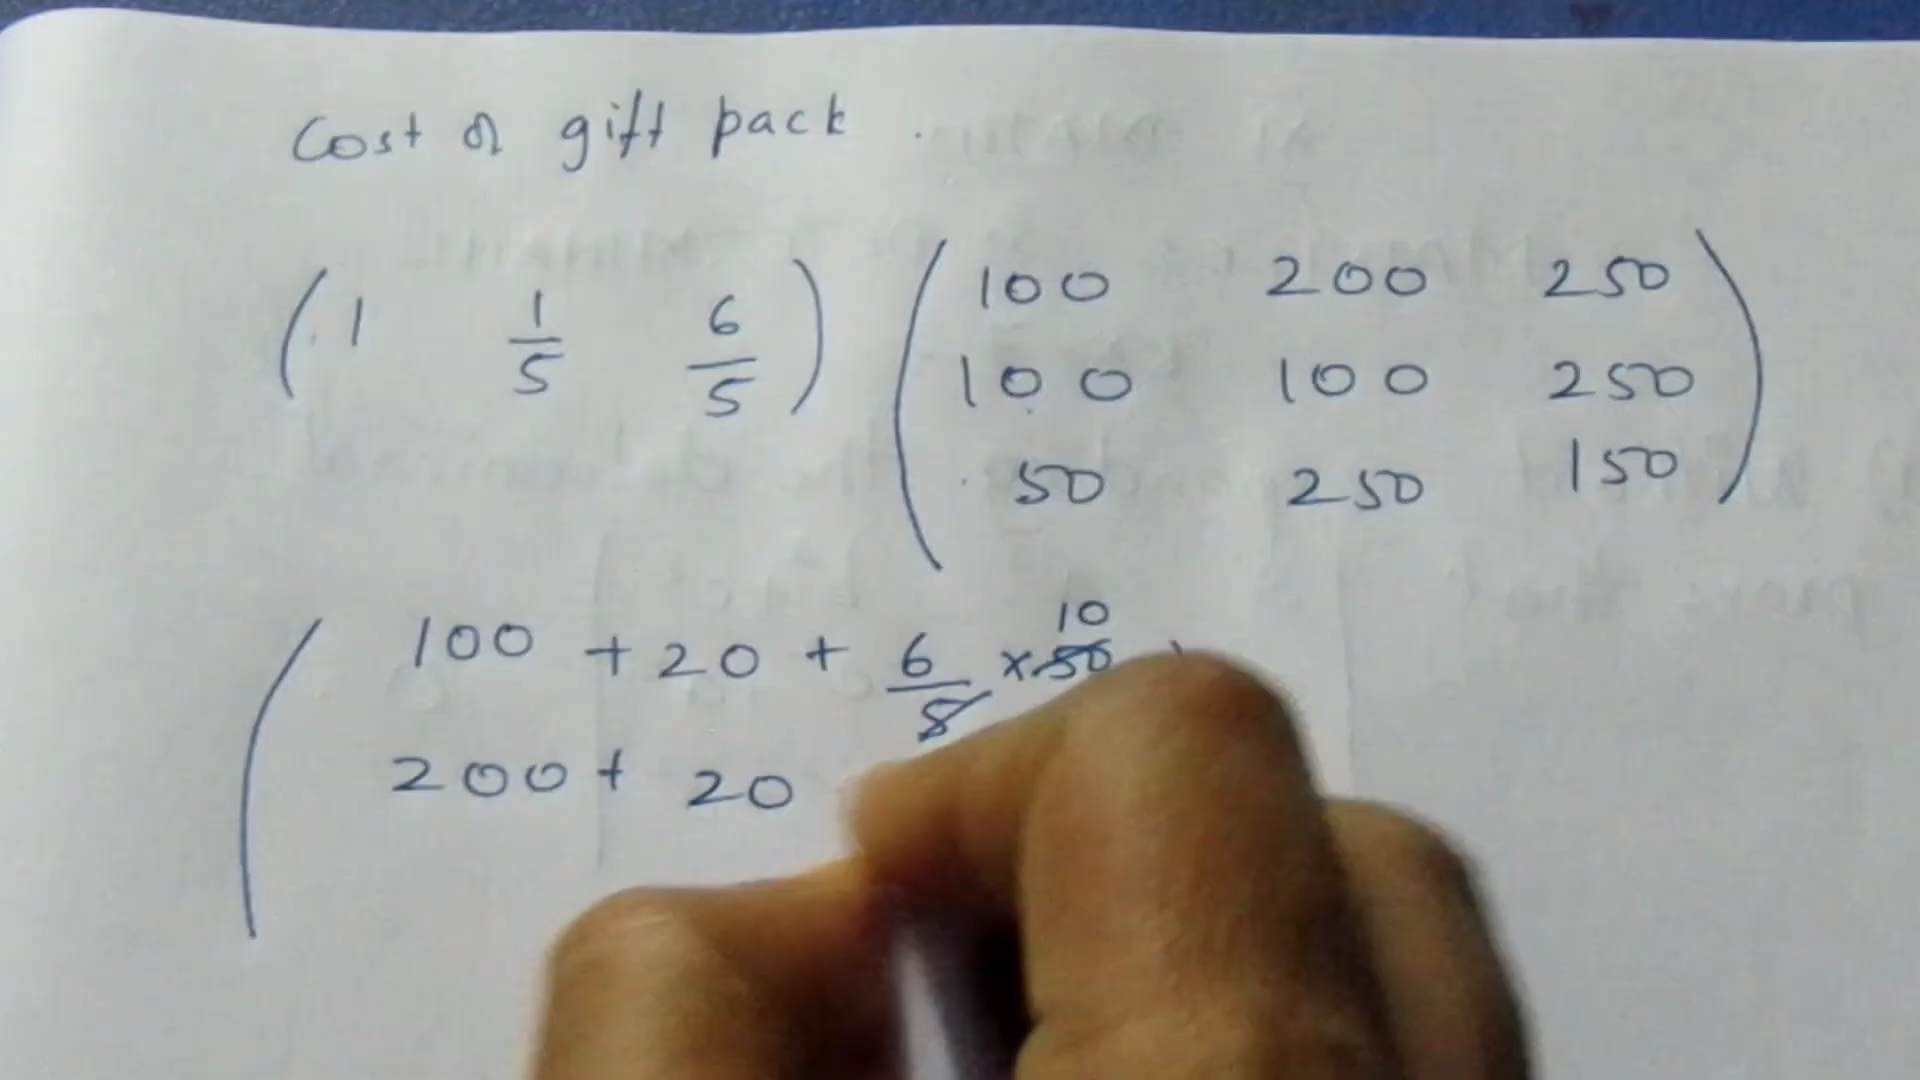 Cost of gift pack .
( 1 1/5 6/5 ) ( 100 200 250
100 100 250
50 250 150 )
( 100 + 20 + 6/5 × 50 10
200 + 20